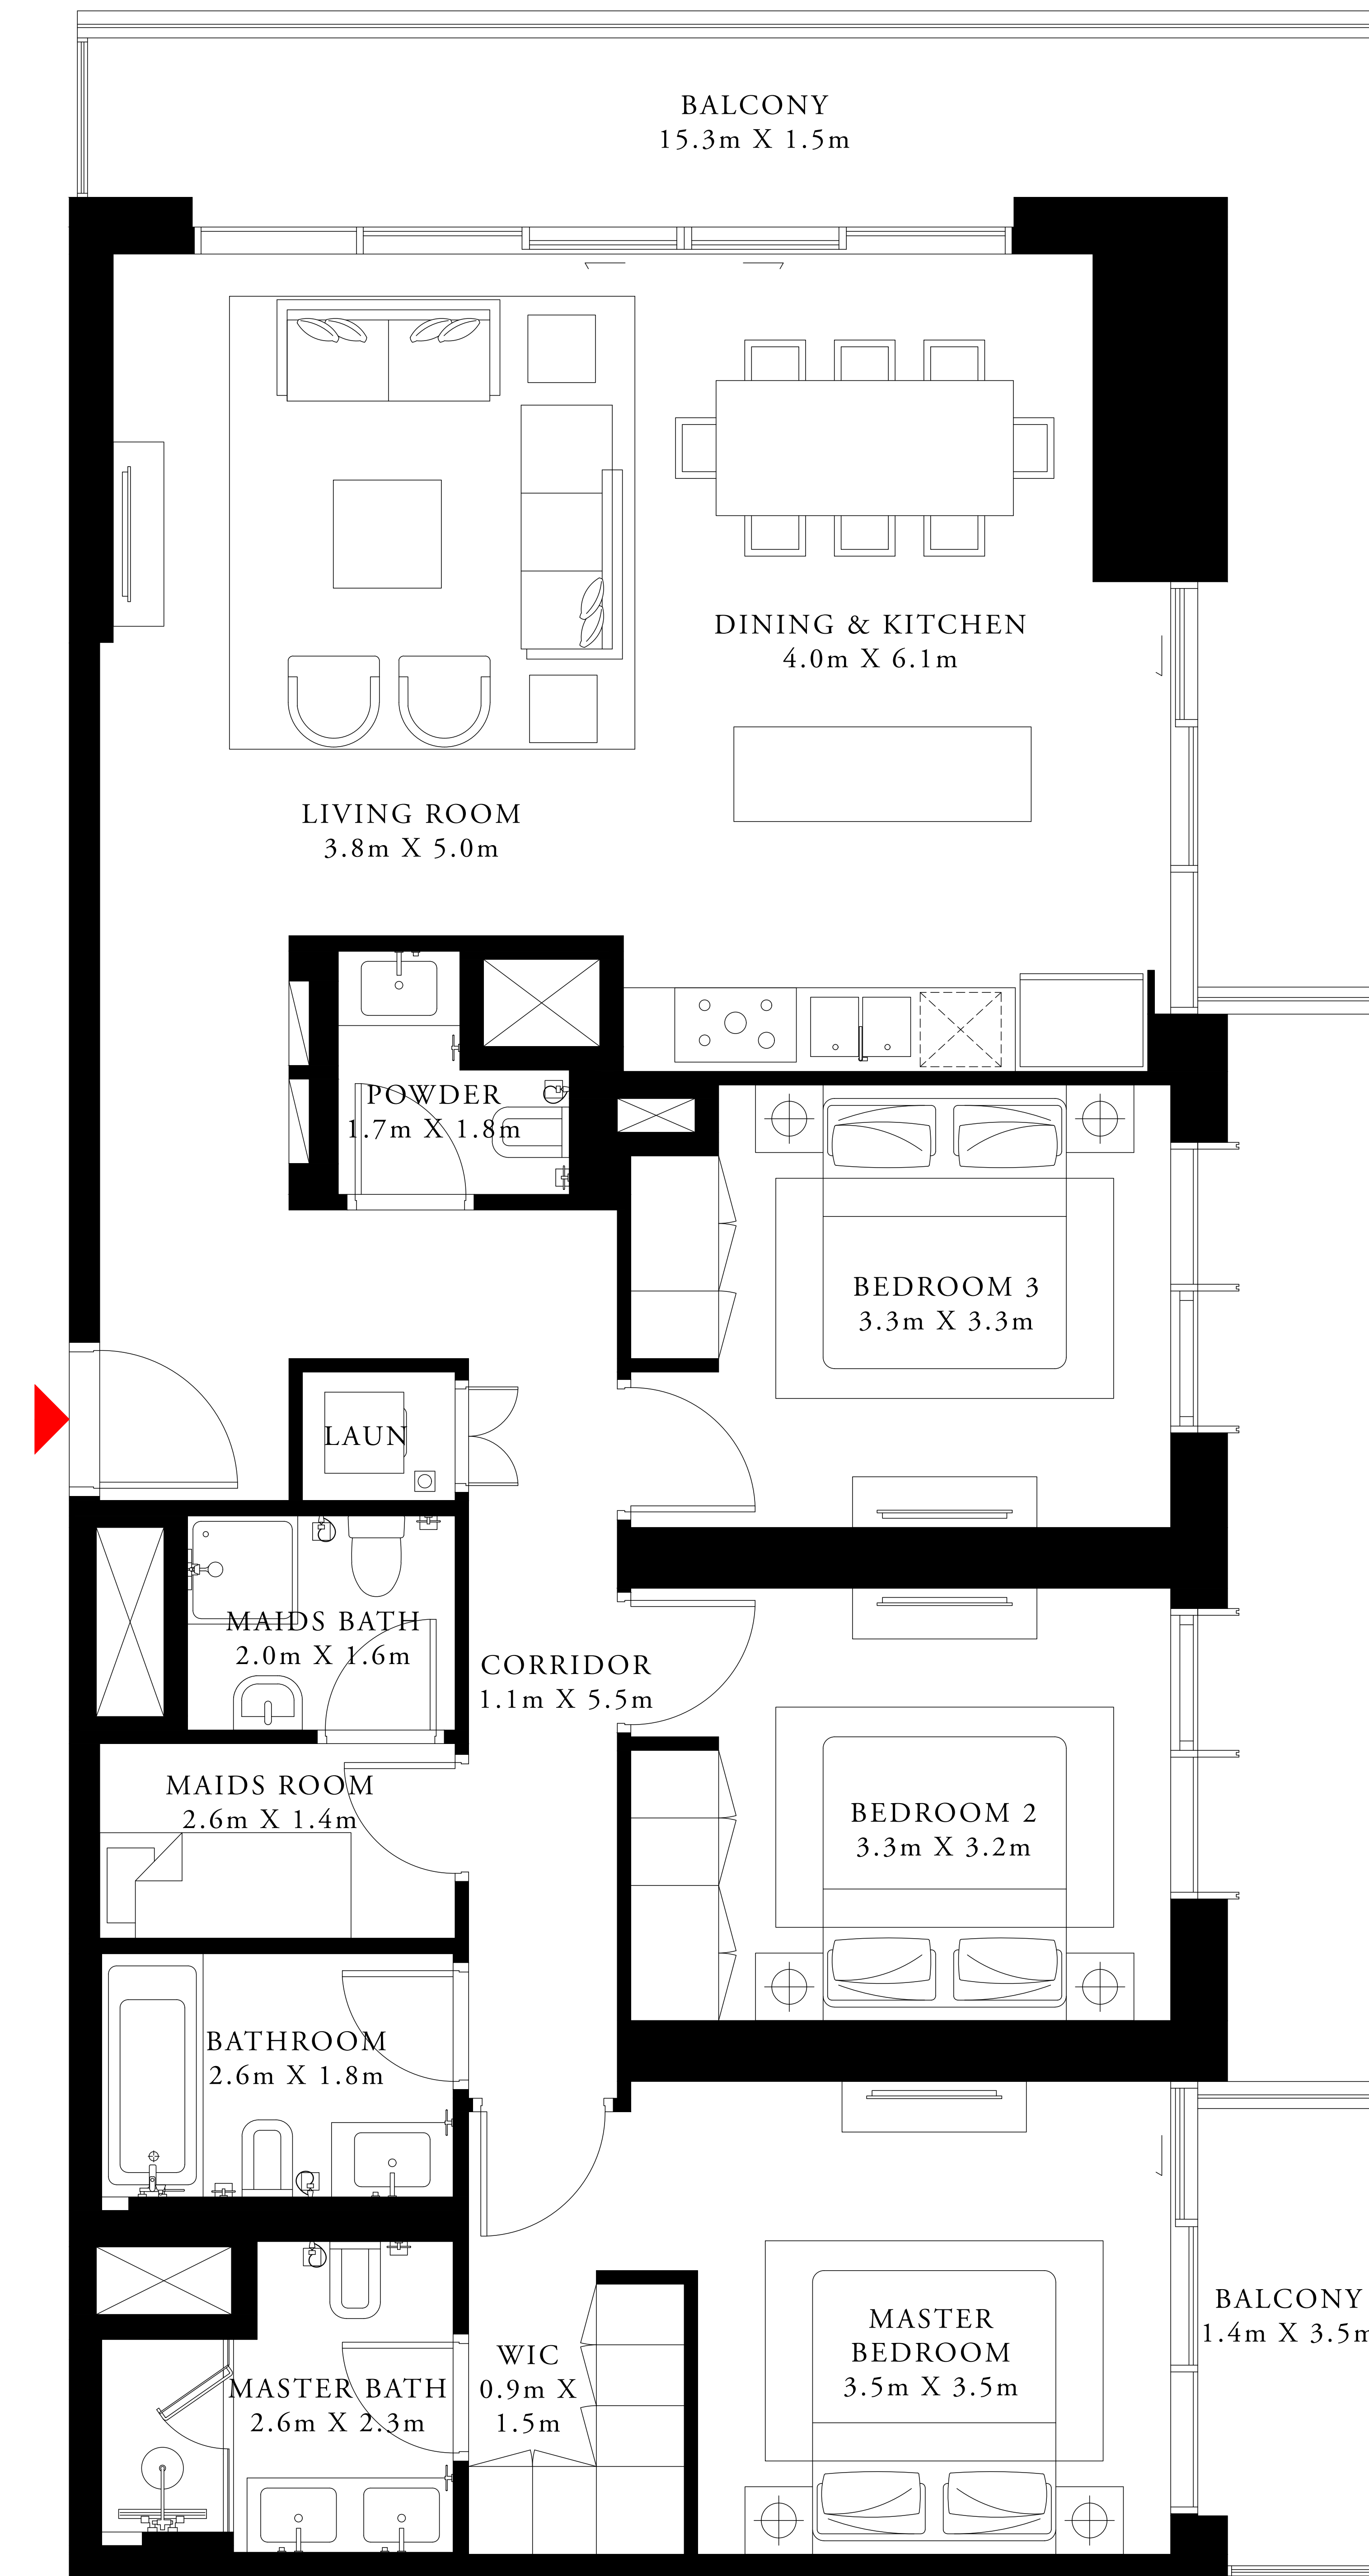 BALCONY
15.3m X 1.5m
DINING & KITCHEN
4.0m X 6.1m
LIVING ROOM
3.8m X 5.0m
POWDER
1.7m X 1.8m
BEDROOM 3
3.3m X 3.3m
LAUN
MAIDS BATH
2.0m X 1.6m
CORRIDOR
1.1m X 5.5m
MAIDS ROOM
2.6m X 1.4m
BEDROOM 2
3.3m X 3.2m
BATHROOM
2.6m X 1.8m
BALCONY
1.4m X 3.5m
MASTER
BEDROOM
3.5m X 3.5m
WIC
0.9m X
1.5m
MASTER BATH
2.6m X 2.3m